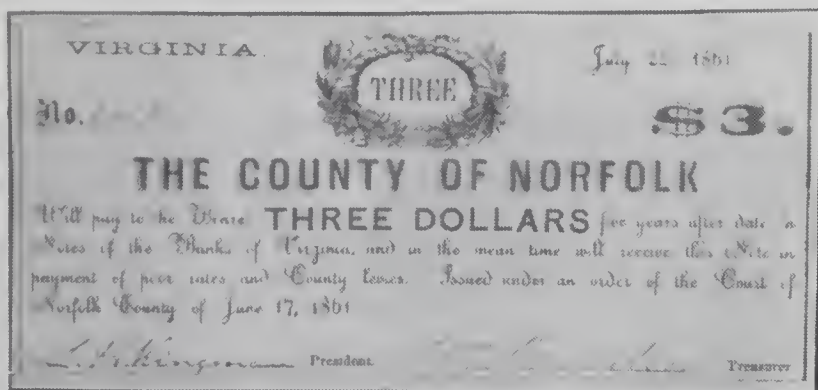 VIRGINIA.
July 22 1861
THREE
No.
$3.
THE COUNTY OF NORFOLK
Will pay to he Bearer THREE DOLLARS five years after date in
Notes of the Banks of Virginia, and in the mean time will receive this Note in
payment of poor rates and County levies. Issued under an order of the Court of
Norfolk County of June 17, 1861
President.
Treasurer